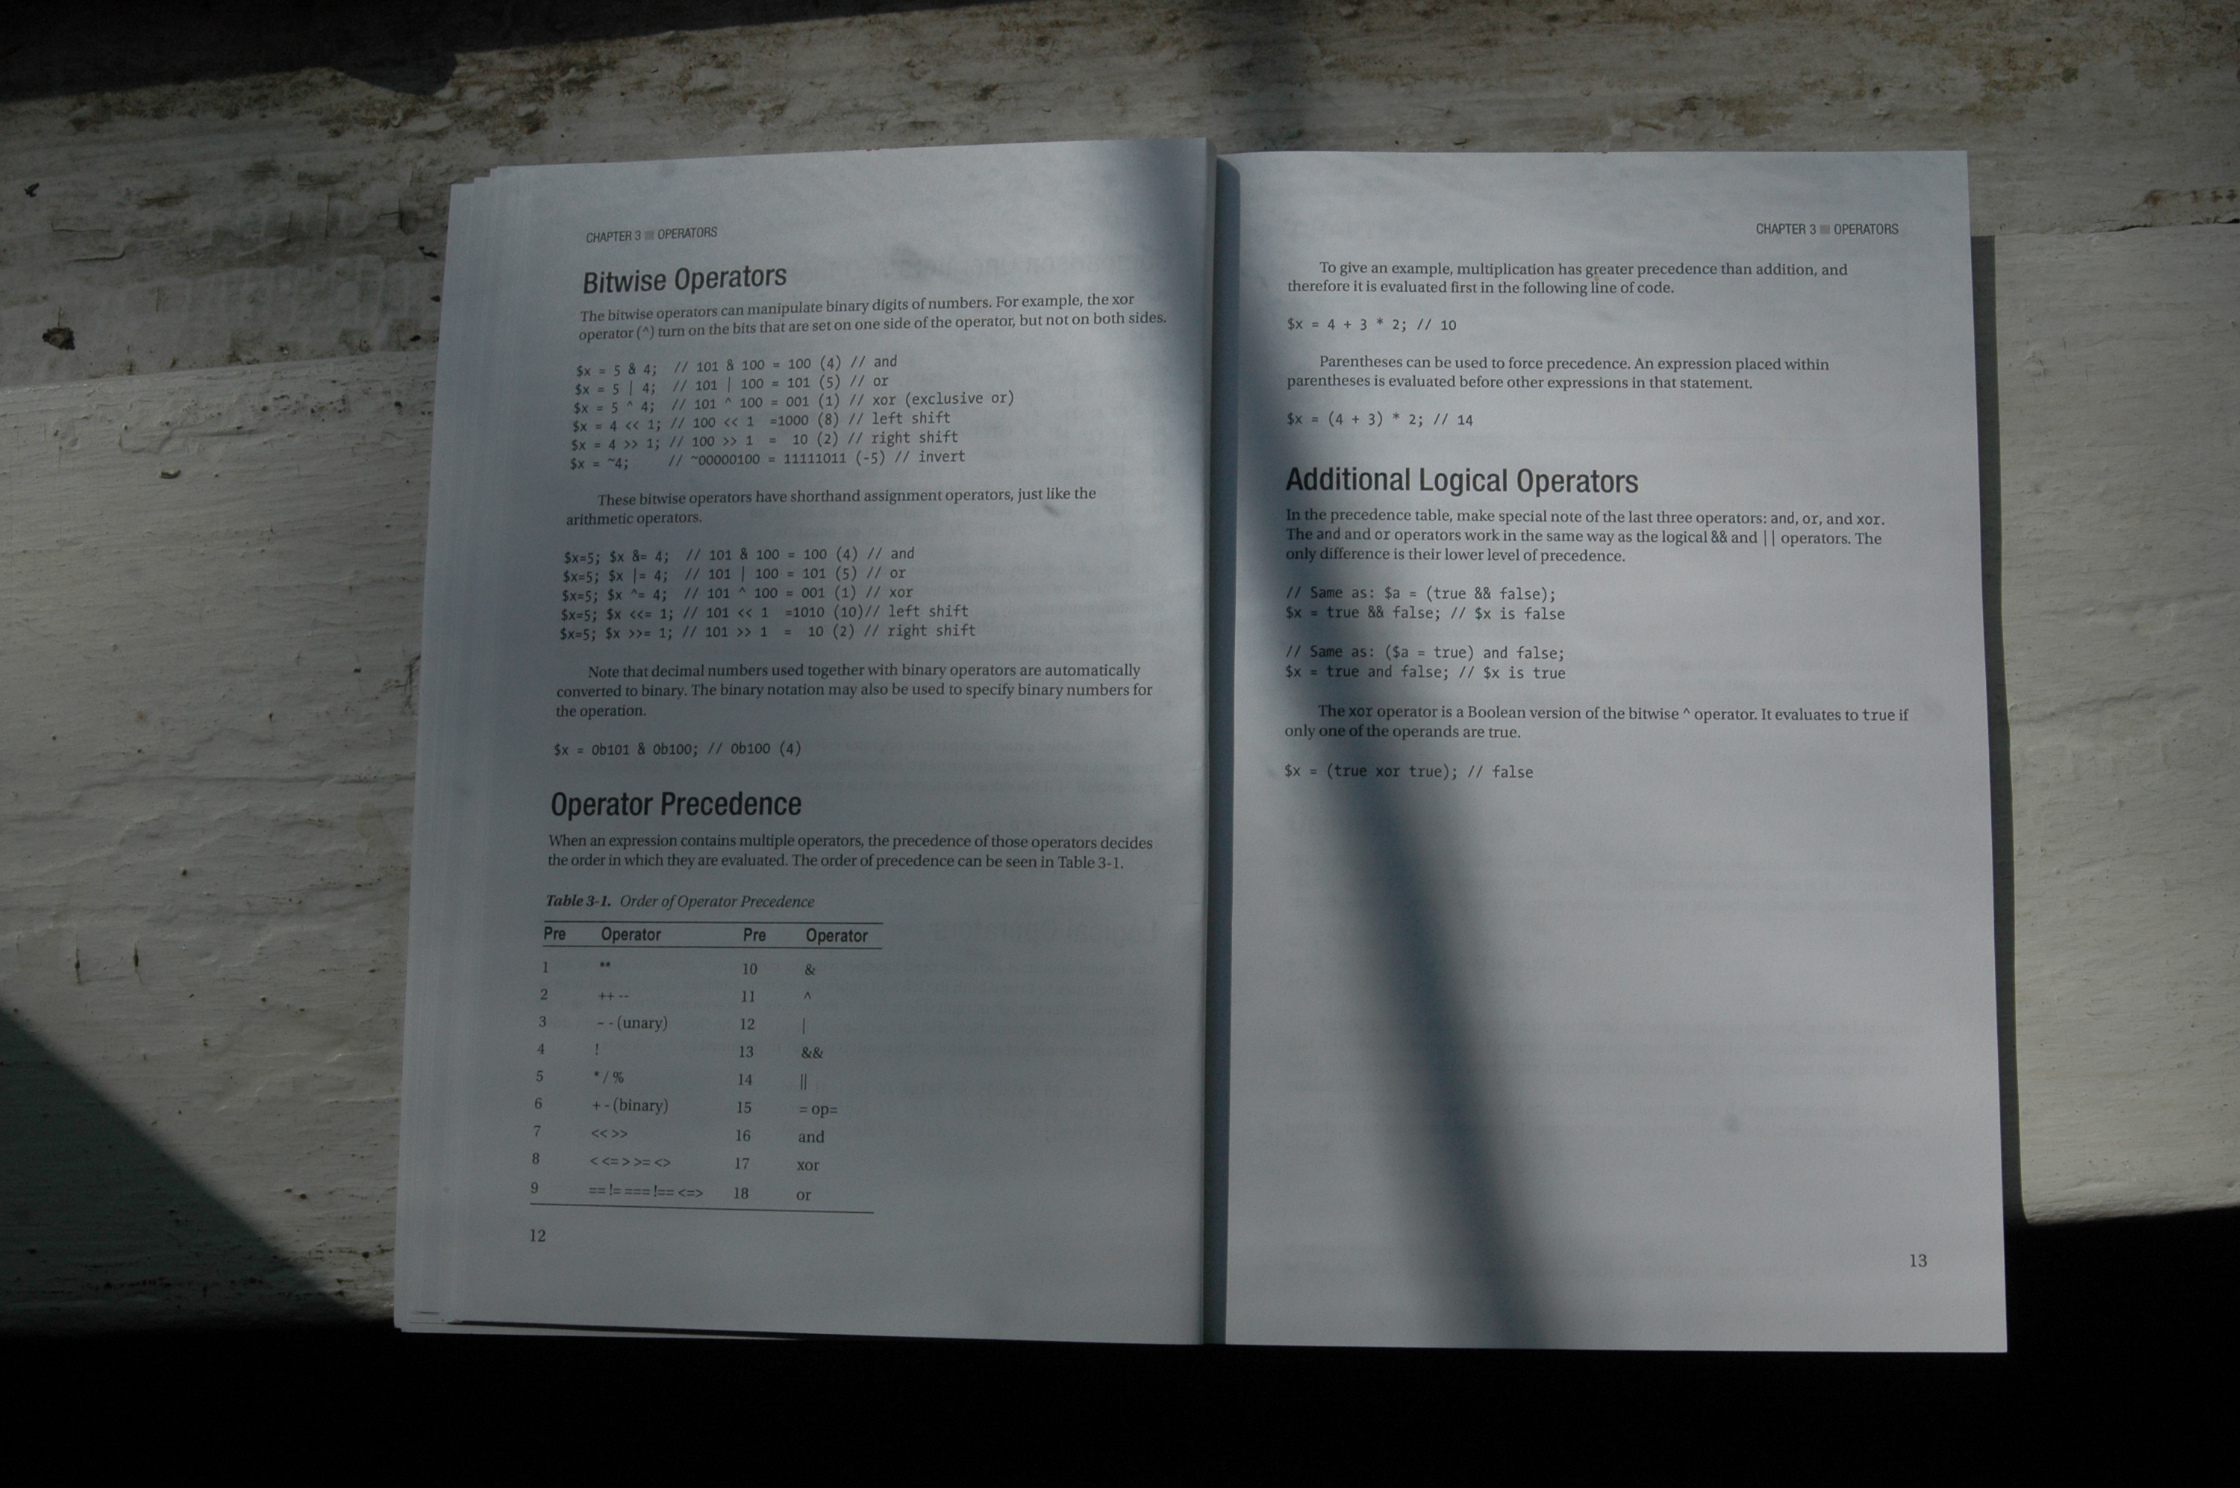 CHAPTER 3 ■ OPERATORS
Bitwise Operators
The bitwise operators can manipulate binary digits of numbers. For example, the xor
operator (^) turn on the bits that are set on one side of the operator, but not on both sides.
$x = 5 & 4;  // 101 & 100 = 100 (4) // and
$x = 5 | 4;  // 101 | 100 = 101 (5) // or
$x = 5 ^ 4;  // 101 ^ 100 = 001 (1) // xor (exclusive or)
$x = 4 << 1; // 100 << 1  =1000 (8) // left shift
$x = 4 >> 1; // 100 >> 1  =  10 (2) // right shift
$x = ~4;     // ~00000100 = 11111011 (-5) // invert
These bitwise operators have shorthand assignment operators, just like the
arithmetic operators.
$x=5; $x &= 4;  // 101 & 100 = 100 (4) // and
$x=5; $x |= 4;  // 101 | 100 = 101 (5) // or
$x=5; $x ^= 4;  // 101 ^ 100 = 001 (1) // xor
$x=5; $x <<= 1; // 101 << 1  =1010 (10)// left shift
$x=5; $x >>= 1; // 101 >> 1  =  10 (2) // right shift
Note that decimal numbers used together with binary operators are automatically
converted to binary. The binary notation may also be used to specify binary numbers for
the operation.
$x = 0b101 & 0b100; // 0b100 (4)
Operator Precedence
When an expression contains multiple operators, the precedence of those operators decides
the order in which they are evaluated. The order of precedence can be seen in Table 3-1.
Table 3-1. Order of Operator Precedence
Pre Operator Pre Operator
1 ** 10 &
2 ++ -- 11 ^
3 ~ - (unary) 12 |
4 ! 13 &&
5 * / % 14 ||
6 + - (binary) 15 = op=
7 << >> 16 and
8 < <= > >= <> 17 xor
9 == != === !== <=> 18 or
12
CHAPTER 3 ■ OPERATORS
To give an example, multiplication has greater precedence than addition, and
therefore it is evaluated first in the following line of code.
$x = 4 + 3 * 2; // 10
Parentheses can be used to force precedence. An expression placed within
parentheses is evaluated before other expressions in that statement.
$x = (4 + 3) * 2; // 14
Additional Logical Operators
In the precedence table, make special note of the last three operators: and, or, and xor.
The and and or operators work in the same way as the logical && and || operators. The
only difference is their lower level of precedence.
// Same as: $a = (true && false);
$x = true && false; // $x is false
// Same as: ($a = true) and false;
$x = true and false; // $x is true
The xor operator is a Boolean version of the bitwise ^ operator. It evaluates to true if
only one of the operands are true.
$x = (true xor true); // false
13